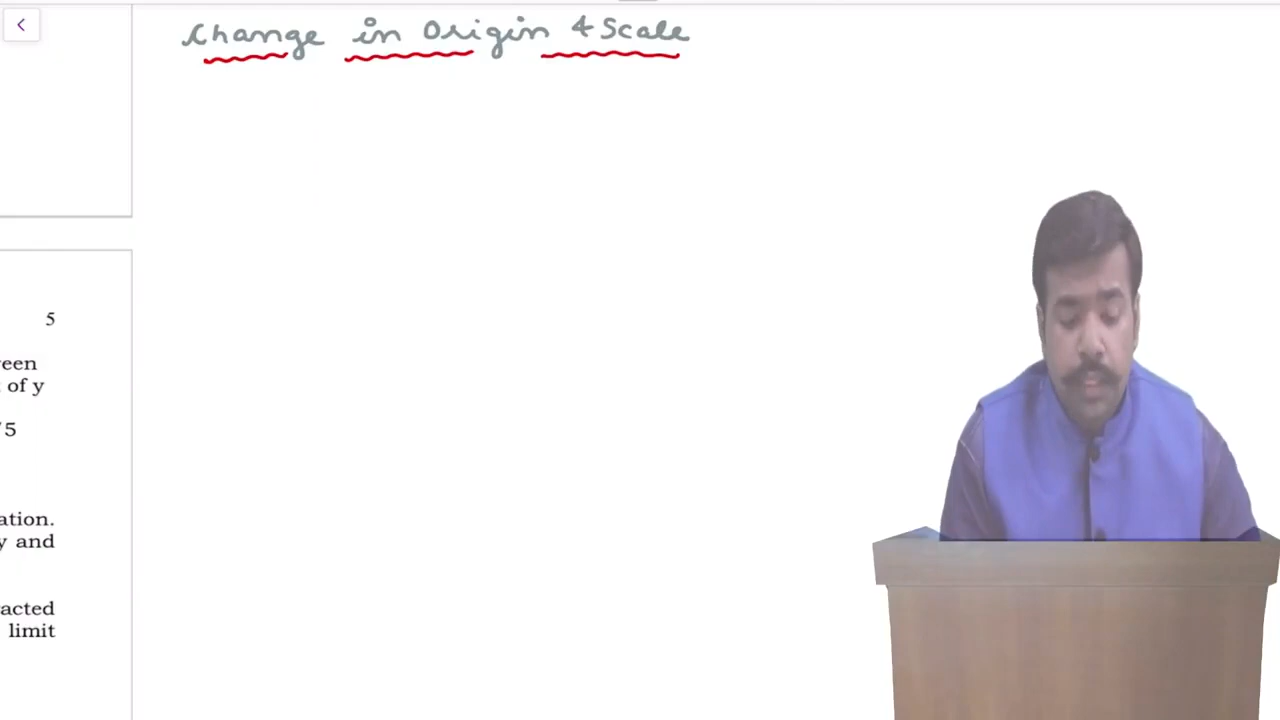 Change in Origin & Scale
5
een
of y
5
ation.
y and
acted
limit